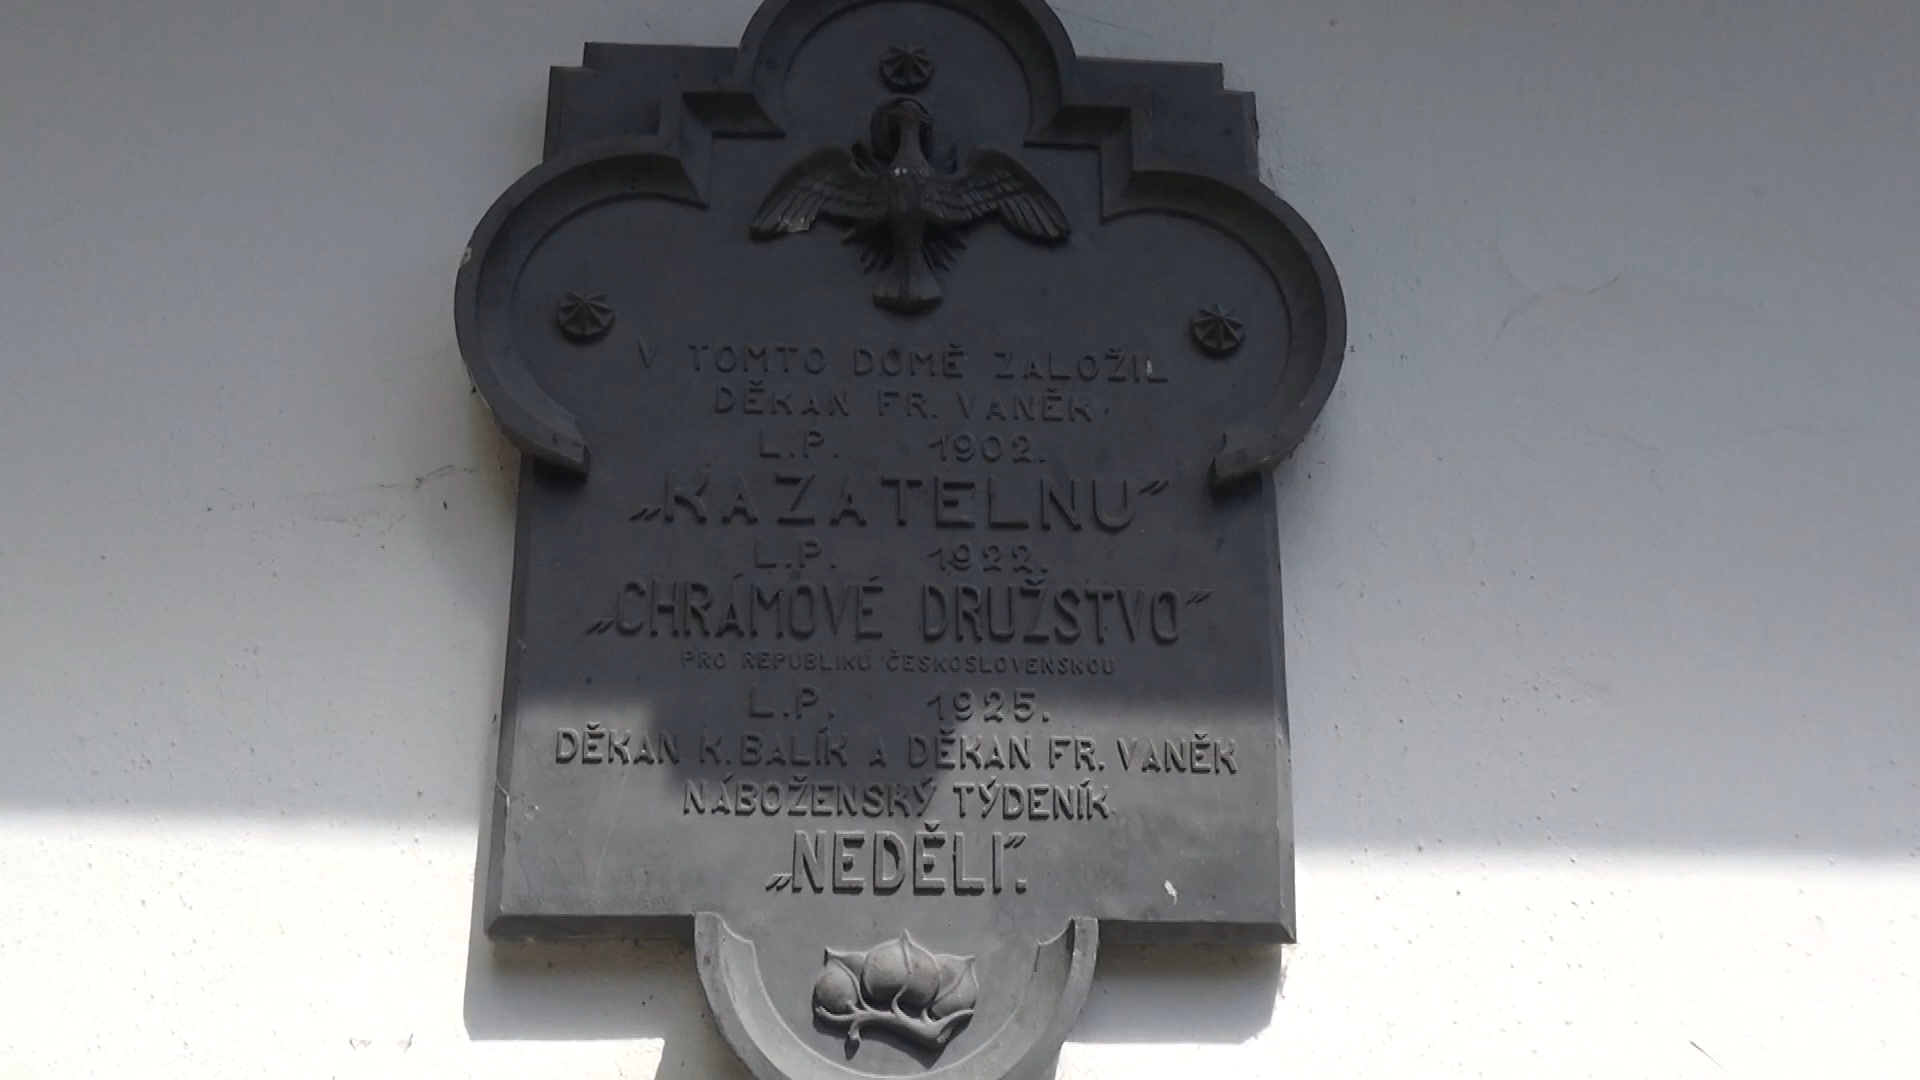 V TOMTO DOMĚ ZALOŽIL
DĚKAN FR. VANĚK
L.P. 1902.
„KAZATELNU“
L.P. 1922.
„CHRÁMOVÉ DRUŽSTVO“
PRO REPUBLIKU ČESKOSLOVENSKOU
L.P. 1925.
DĚKAN K. BALÍK A DĚKAN FR. VANĚK
NÁBOŽENSKÝ TÝDENÍK
„NEDĚLI“.